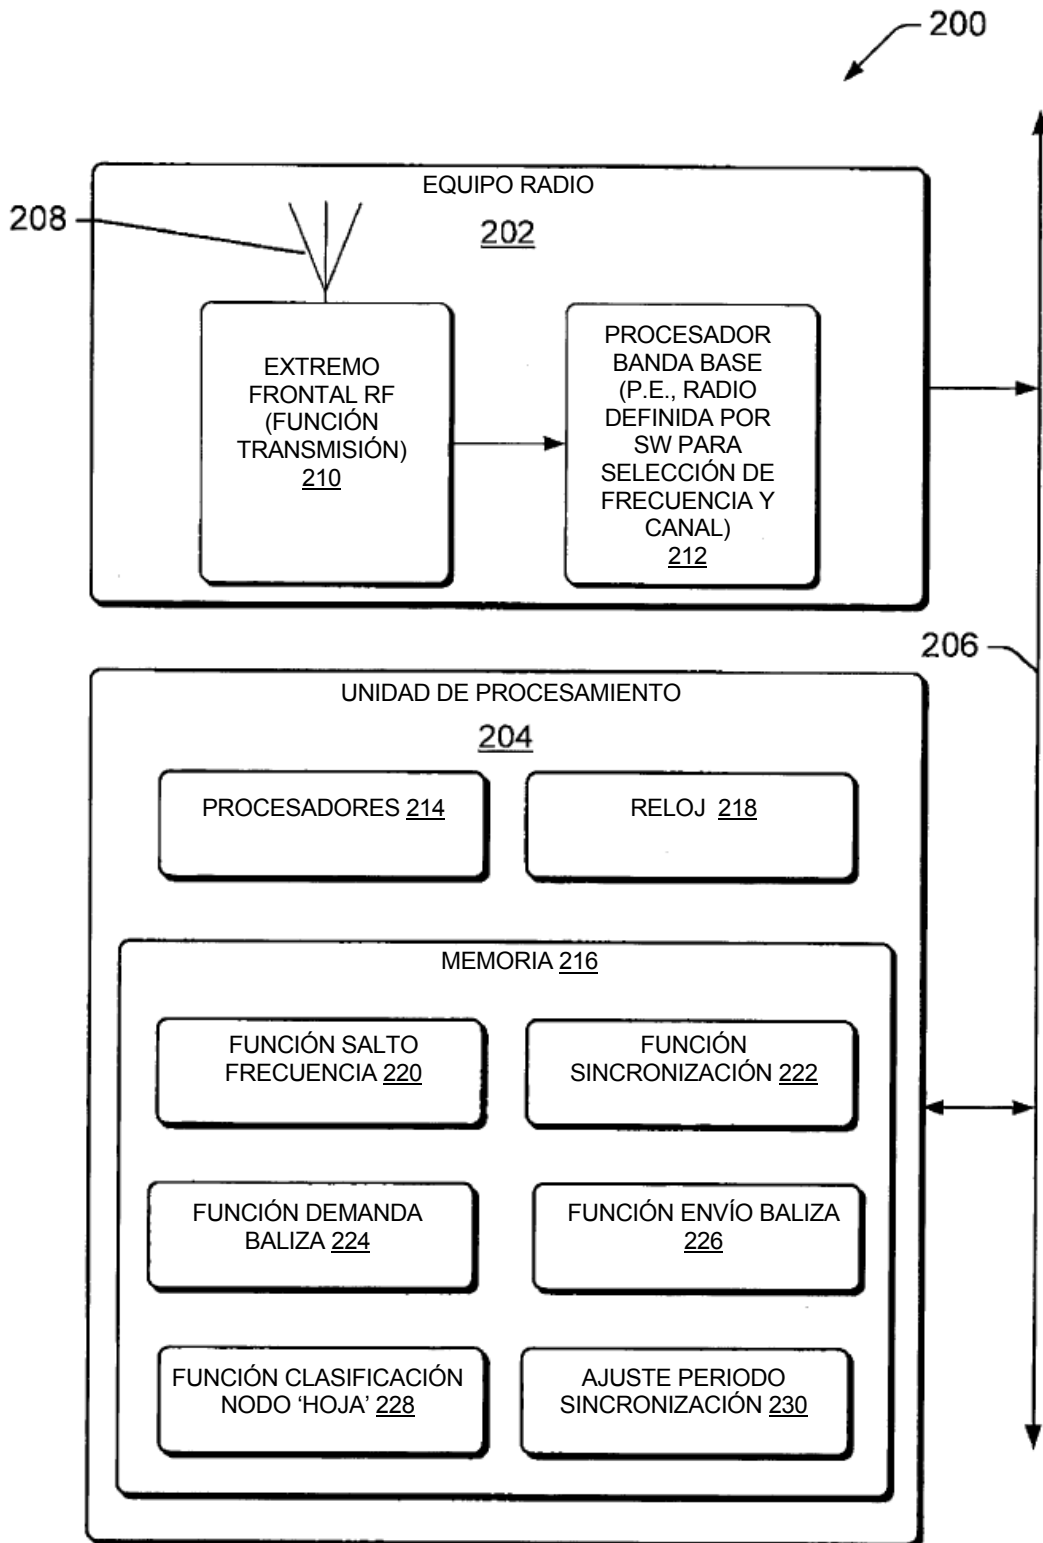 200
EQUIPO RADIO
202
208
EXTREMO
FRONTAL RF
(FUNCIÓN
TRANSMISIÓN)
210
PROCESADOR
BANDA BASE
(P.E., RADIO
DEFINIDA POR
SW PARA
SELECCIÓN DE
FRECUENCIA Y
CANAL)
212
206
UNIDAD DE PROCESAMIENTO
204
PROCESADORES 214
RELOJ 218
MEMORIA 216
FUNCIÓN SALTO
FRECUENCIA 220
FUNCIÓN
SINCRONIZACIÓN 222
FUNCIÓN DEMANDA
BALIZA 224
FUNCIÓN ENVÍO BALIZA
226
FUNCIÓN CLASIFICACIÓN
NODO ‘HOJA’ 228
AJUSTE PERIODO
SINCRONIZACIÓN 230